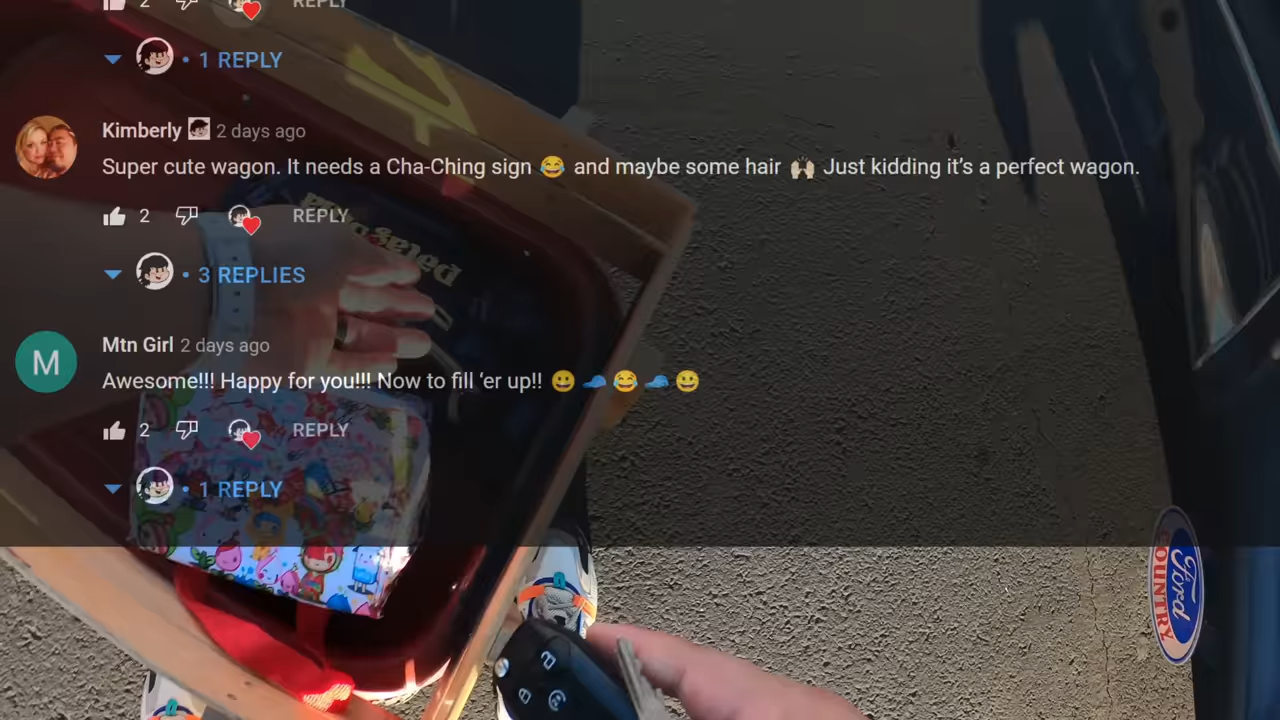 2 REPLY
1 REPLY
Kimberly 2 days ago
Super cute wagon. It needs a Cha-Ching sign 😂 and maybe some hair 🙌🏼 Just kidding it’s a perfect wagon.
2 REPLY
3 REPLIES
M
Mtn Girl 2 days ago
Awesome!!! Happy for you!!! Now to fill ‘er up!! 😀🧢😂🧢😀
2 REPLY
1 REPLY
Ford
COUNTRY